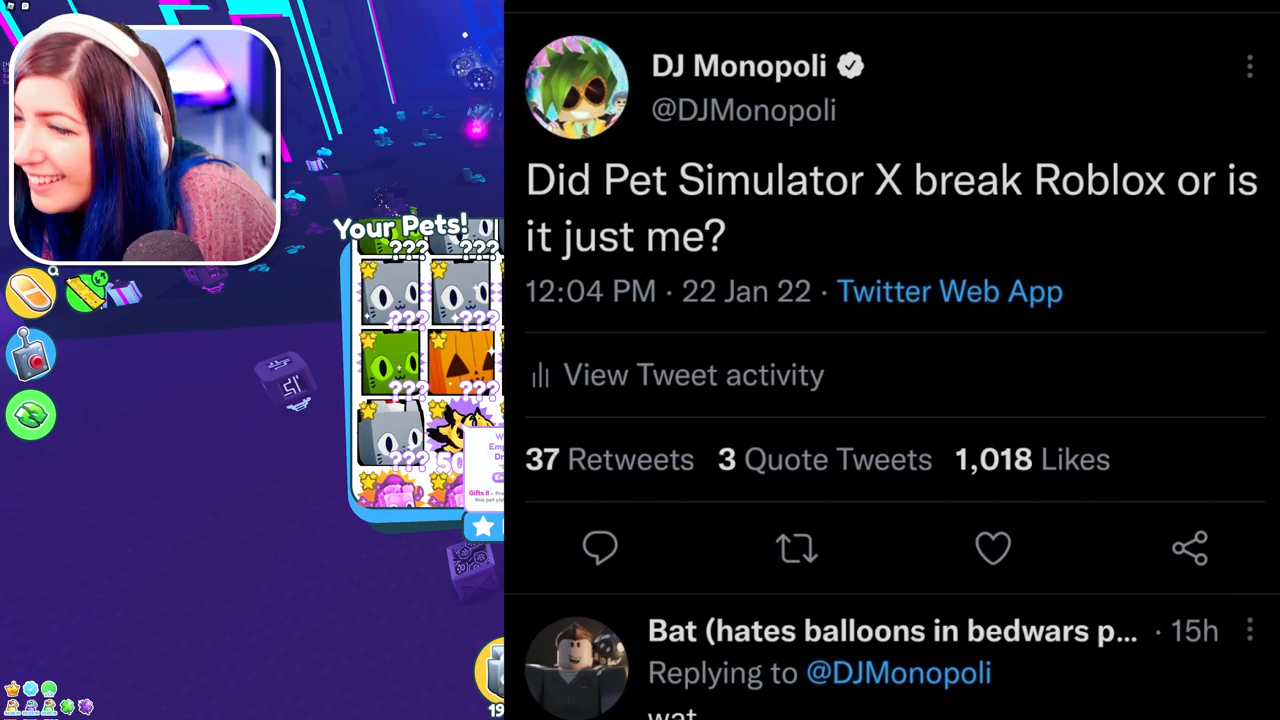 Your Pets!
??? ???
??? ???
??? ???
???
DJ Monopoli
@DJMonopoli
Did Pet Simulator X break Roblox or is
it just me?
12:04 PM · 22 Jan 22 · Twitter Web App
View Tweet activity
37 Retweets 3 Quote Tweets 1,018 Likes
Bat (hates balloons in bedwars p... · 15h
Replying to @DJMonopoli
wat